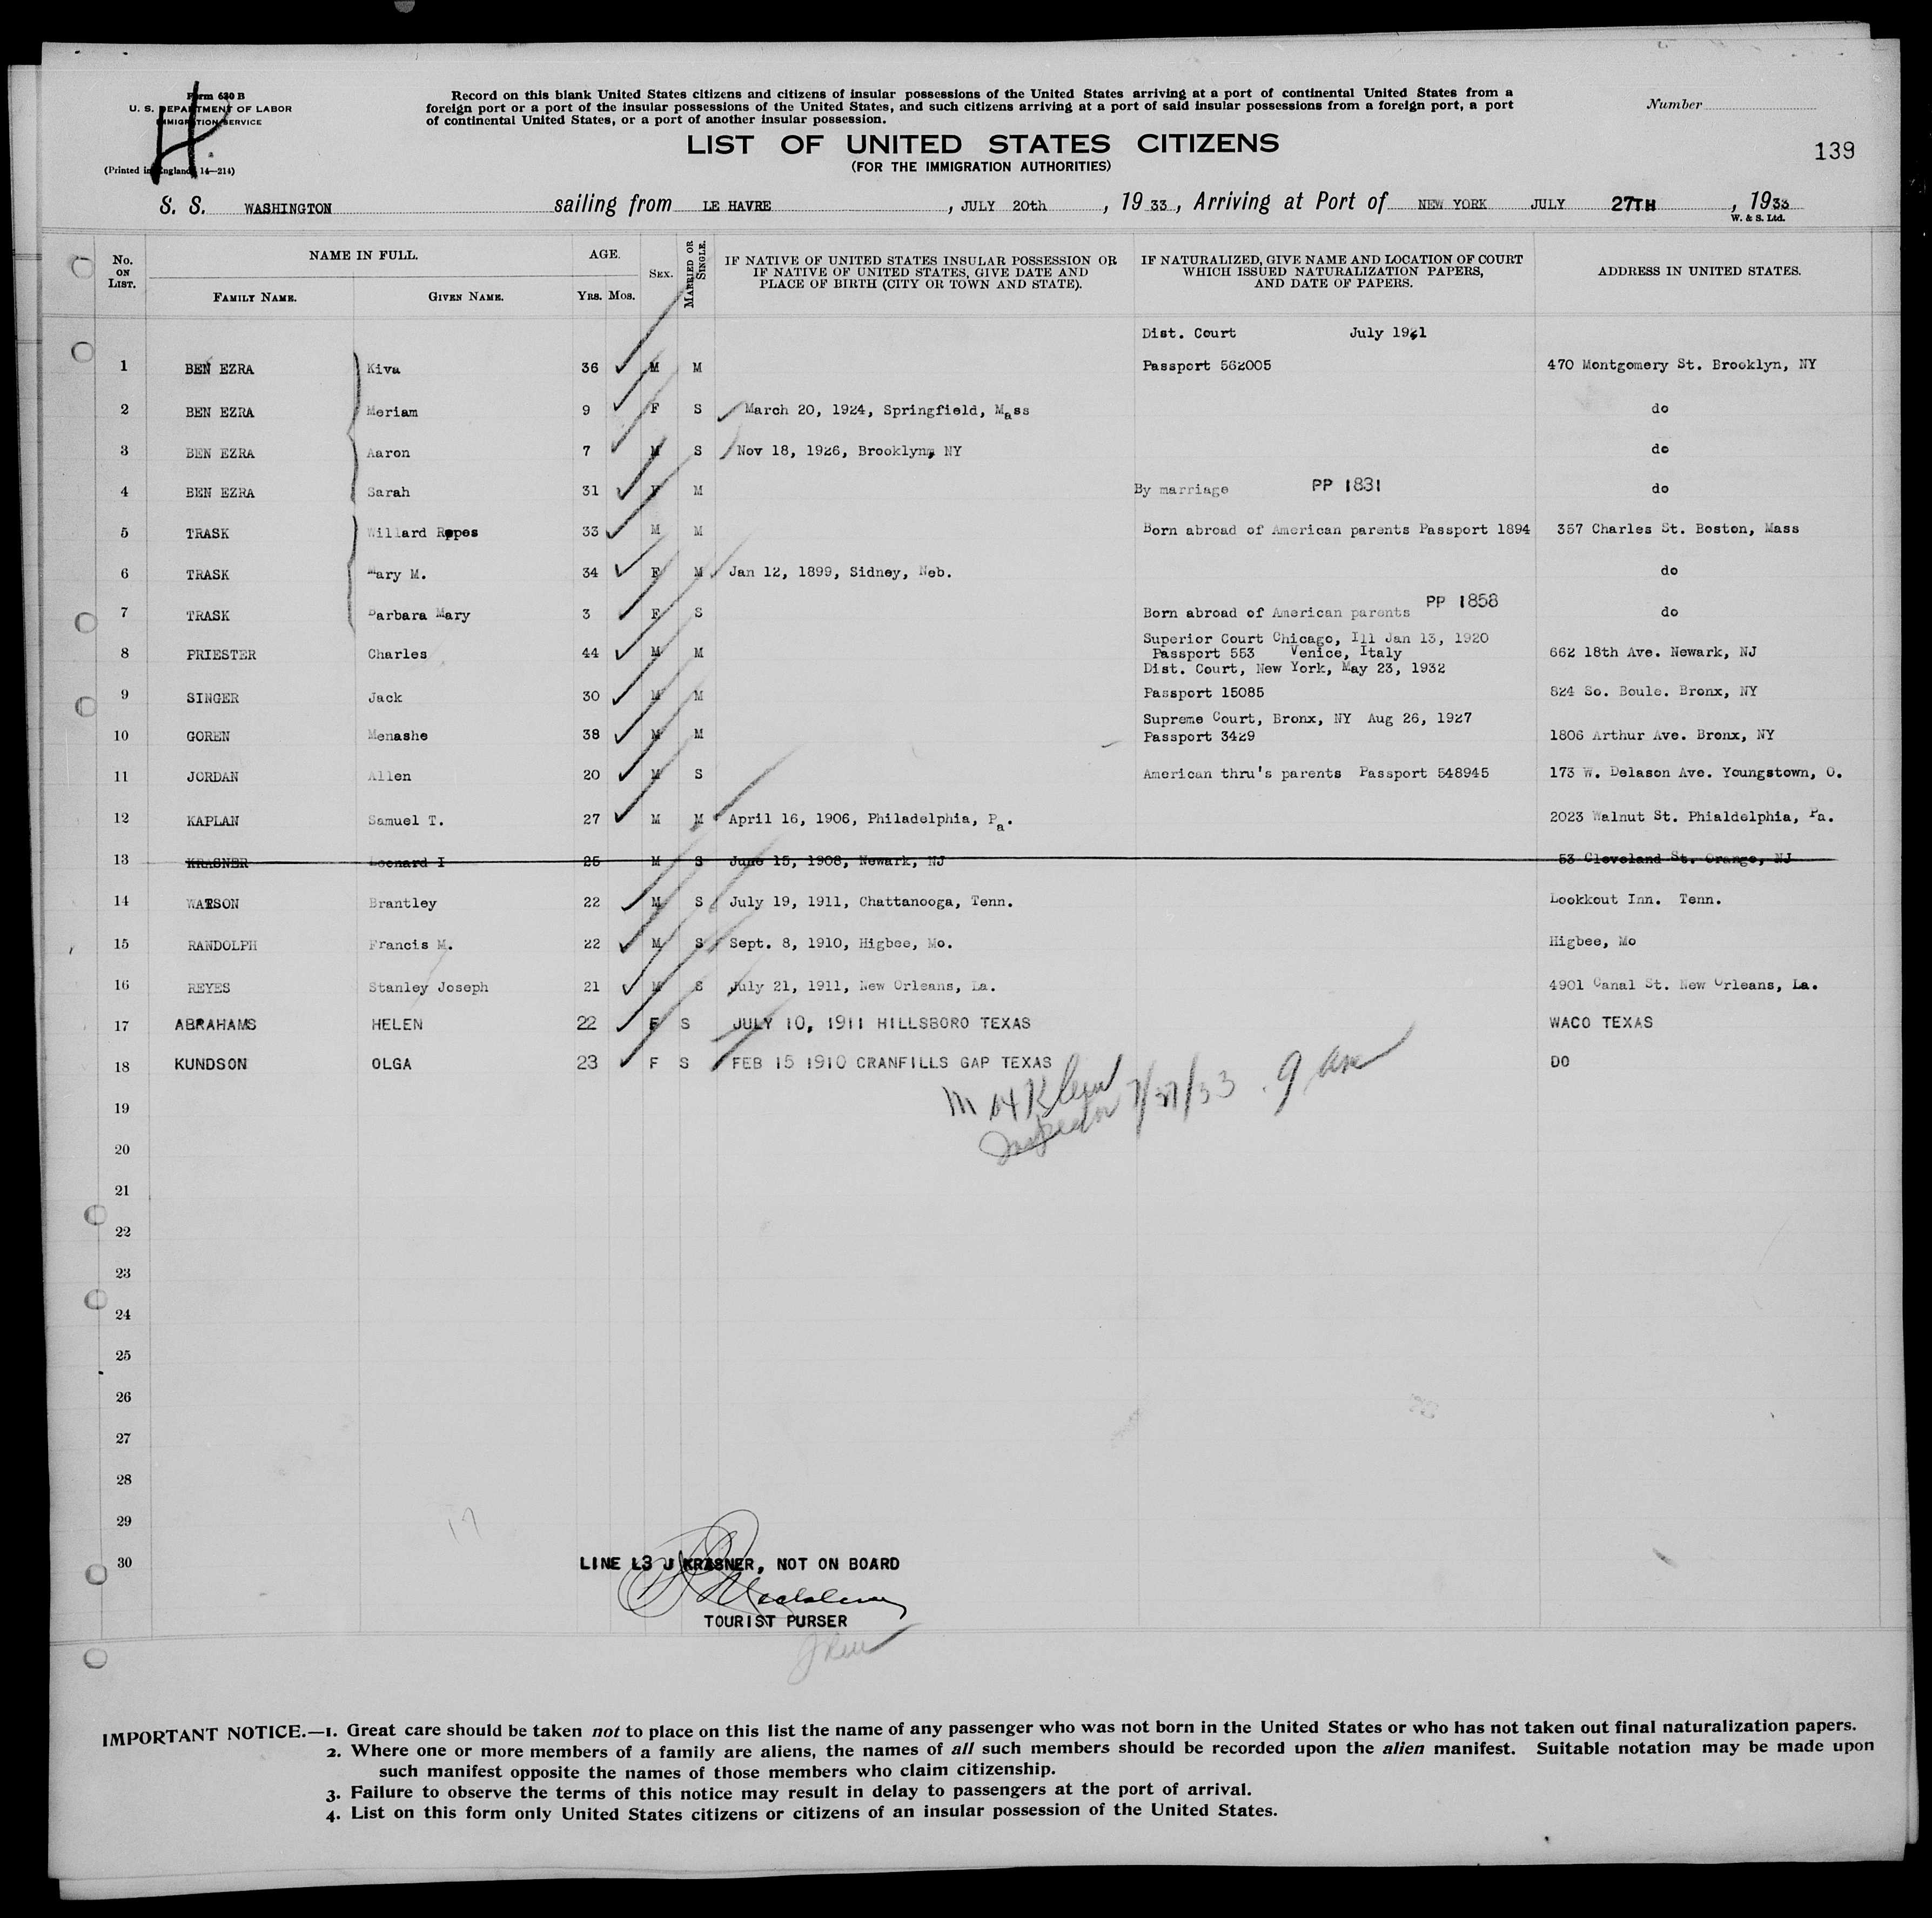 Form 630 B
U. S. DEPARTMENT OF LABOR
IMMIGRATION SERVICE
(Printed in England, 14—214)
H
Record on this blank United States citizens and citizens of insular possessions of the United States arriving at a port of continental United States from a
foreign port or a port of the insular possessions of the United States, and such citizens arriving at a port of said insular possessions from a foreign port, a port
of continental United States, or a port of another insular possession.
Number
LIST OF UNITED STATES CITIZENS
(FOR THE IMMIGRATION AUTHORITIES)
139
S. S. WASHINGTON sailing from LE HAVRE, JULY 20th, 1933, Arriving at Port of NEW YORK JULY 27TH, 1933
W. & S. Ltd.
No. ON LIST. NAME IN FULL. AGE. SEX. MARRIED OR SINGLE. IF NATIVE OF UNITED STATES INSULAR POSSESSION OR IF NATIVE OF UNITED STATES, GIVE DATE AND PLACE OF BIRTH (CITY OR TOWN AND STATE). IF NATURALIZED, GIVE NAME AND LOCATION OF COURT WHICH ISSUED NATURALIZATION PAPERS, AND DATE OF PAPERS. ADDRESS IN UNITED STATES.
FAMILY NAME. GIVEN NAME. YRS. MOS.
Dist. Court July
1 BEN EZRA Kiva 36 M M Passport 562005 470 Montgomery St. Brooklyn, NY
2 BEN EZRA Meriam 9 F S March 20, 1924, Springfield, Mass do
3 BEN EZRA Aaron 7 M S Nov 18, 1926, Brooklyn, NY do
4 BEN EZRA Sarah 31 F M By marriage PP 1831 do
5 TRASK Willard Ropes 33 M M Born abroad of American parents Passport 1894 357 Charles St. Boston, Mass
6 TRASK Mary M. 34 F M Jan 12, 1899, Sidney, Neb. do
7 TRASK Barbara Mary 3 F S Born abroad of American parents PP 1858 do
Superior Court Chicago, Ill Jan 13, 1920
8 PRIESTER Charles 44 M M Passport 553 Venice, Italy 662 18th Ave. Newark, NJ
Dist. Court, New York, May 23, 1932
9 SINGER Jack 30 M M Passport 15085 824 So. Boule. Bronx, NY
Supreme Court, Bronx, NY Aug 26, 1927
10 GOREN Menashe 38 M M Passport 3429 1806 Arthur Ave. Bronx, NY
11 JORDAN Allen 20 M S American thru's parents Passport 548945 173 W. Delason Ave. Youngstown, O.
12 KAPLAN Samuel T. 27 M M April 16, 1906, Philadelphia, Pa. 2023 Walnut St. Phialdelphia, Pa.
13 KRASNER Leonard I 25 M S June 15, 1908, Newark, NJ 53 Cleveland St. Orange, NJ
14 WATSON Brantley 22 M S July 19, 1911, Chattanooga, Tenn. Lookkout Inn. Tenn.
15 RANDOLPH Francis M. 22 M S Sept. 8, 1910, Higbee, Mo. Higbee, Mo
16 REYES Stanley Joseph 21 M S July 21, 1911, New Orleans, La. 4901 Canal St. New Orleans, La.
17 ABRAHAMS HELEN 22 F S JULY 10, 1911 HILLSBORO TEXAS WACO TEXAS
18 KUNDSON OLGA 23 F S FEB 15 1910 CRANFILLS GAP TEXAS DO
19 Klein 7/27/33 . 9 am
Inspector
20
21
22
23
24
25
26
27
28
29 17
30 LINE 13 J KRASNER, NOT ON BOARD
TOURIST PURSER
IMPORTANT NOTICE.—1. Great care should be taken not to place on this list the name of any passenger who was not born in the United States or who has not taken out final naturalization papers.
2. Where one or more members of a family are aliens, the names of all such members should be recorded upon the alien manifest. Suitable notation may be made upon
such manifest opposite the names of those members who claim citizenship.
3. Failure to observe the terms of this notice may result in delay to passengers at the port of arrival.
4. List on this form only United States citizens or citizens of an insular possession of the United States.